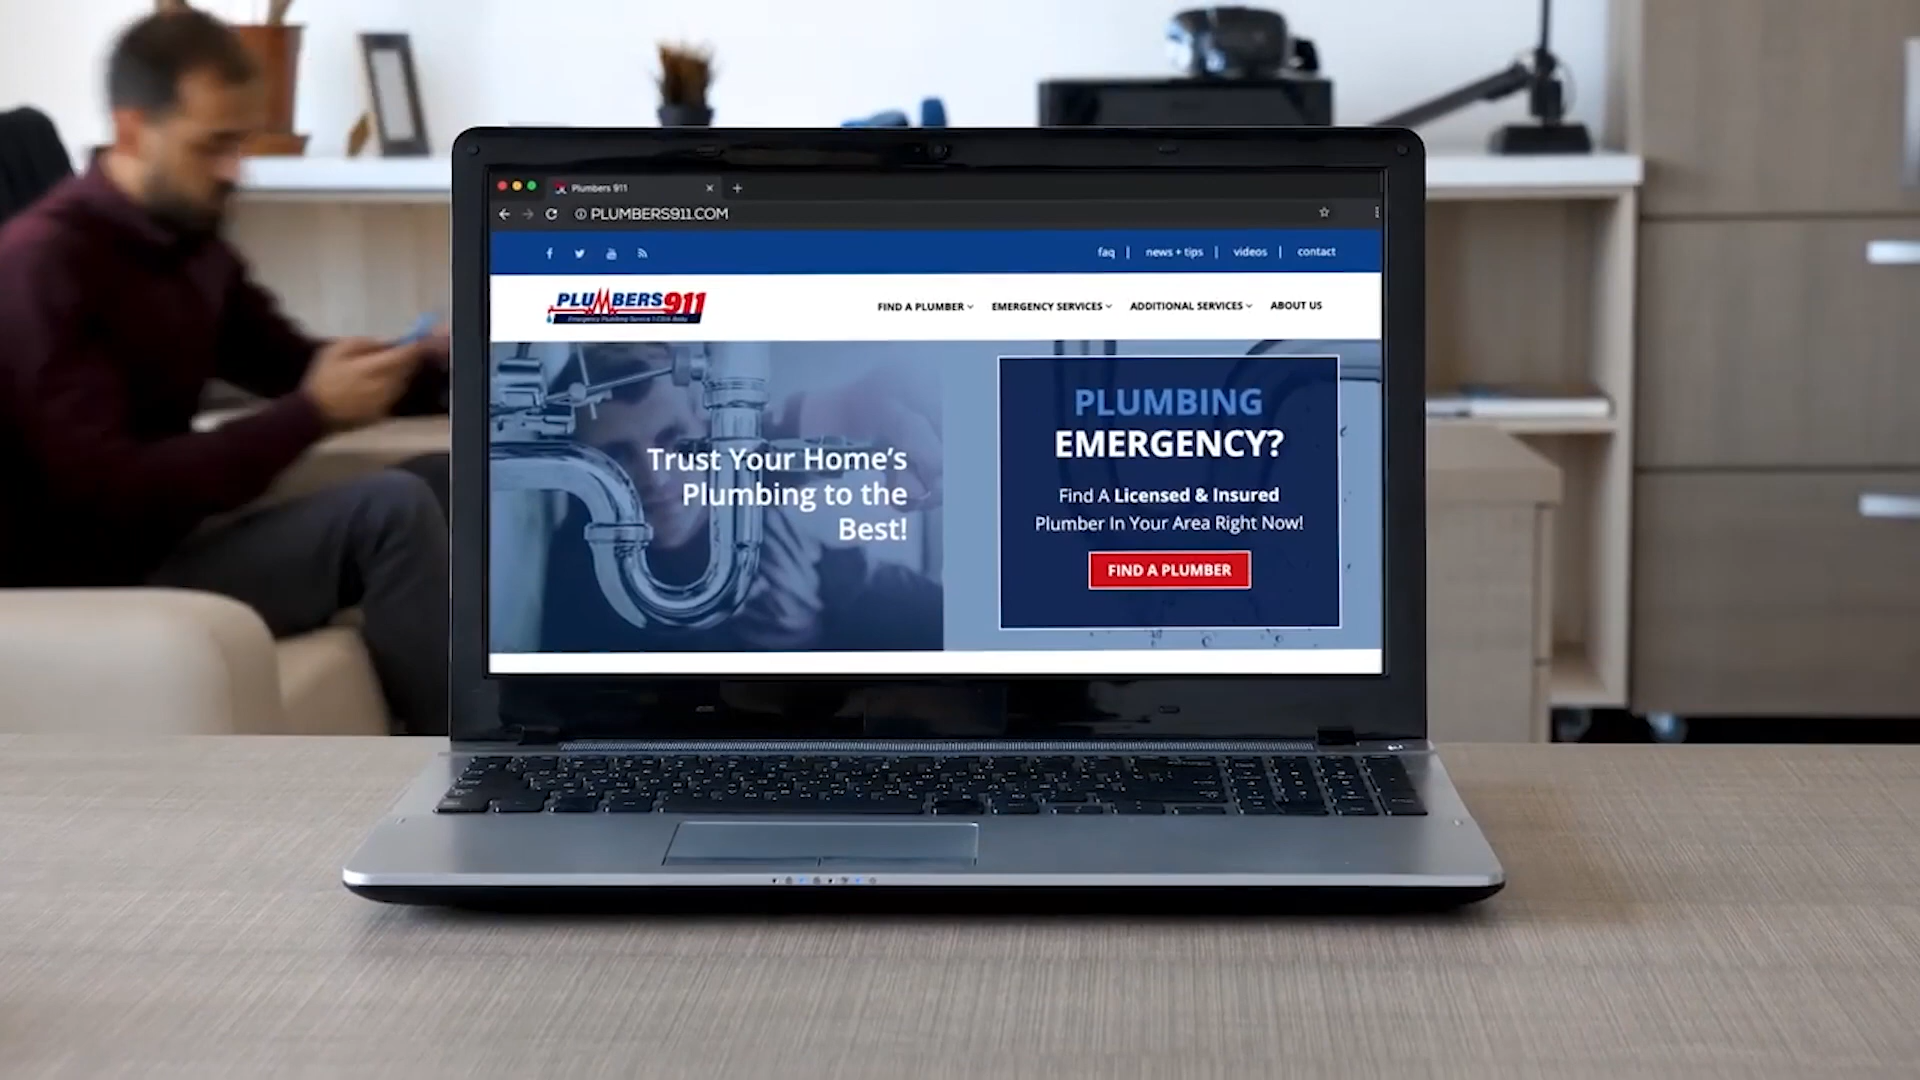 Plumbers 911
PLUMBERS911.COM
faq | news + tips | videos | contact
PLUMBERS911
FIND A PLUMBER EMERGENCY SERVICES ADDITIONAL SERVICES ABOUT US
Trust Your Home's
Plumbing to the
Best!
PLUMBING
EMERGENCY?
Find A Licensed & Insured
Plumber In Your Area Right Now!
FIND A PLUMBER